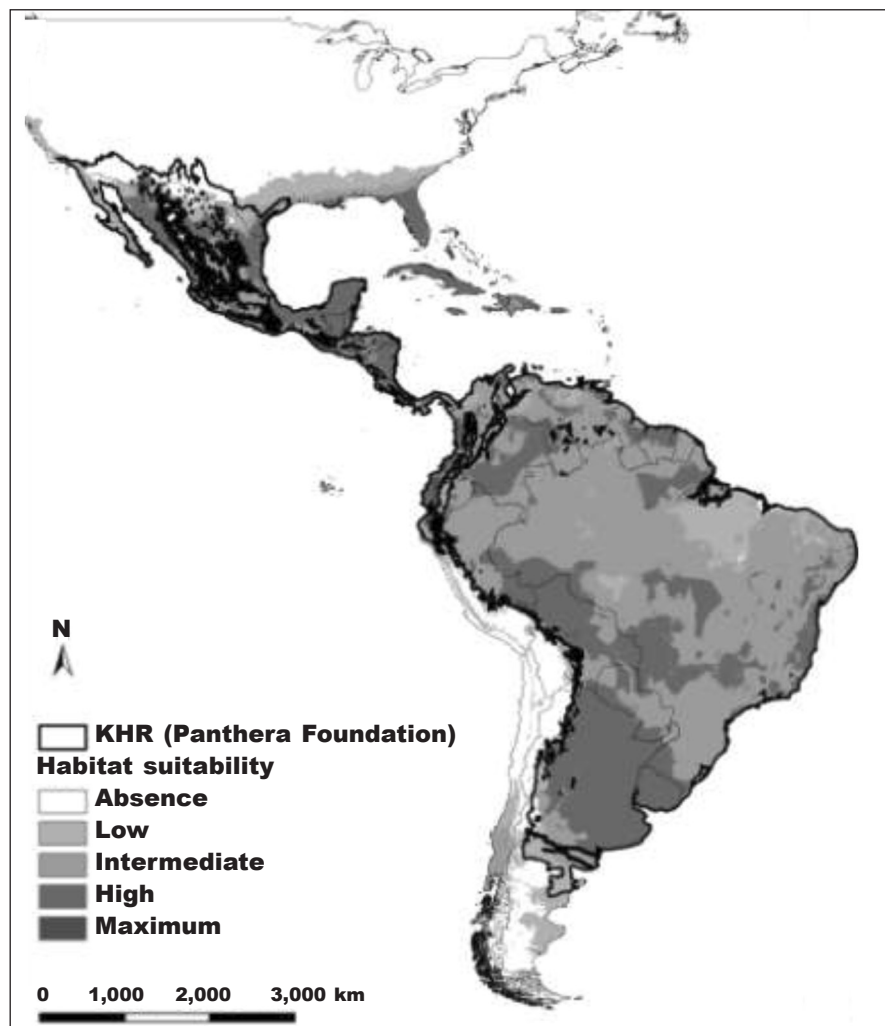 N
KHR (Panthera Foundation)
Habitat suitability
Absence
Low
Intermediate
High
Maximum
0 1,000 2,000 3,000 km